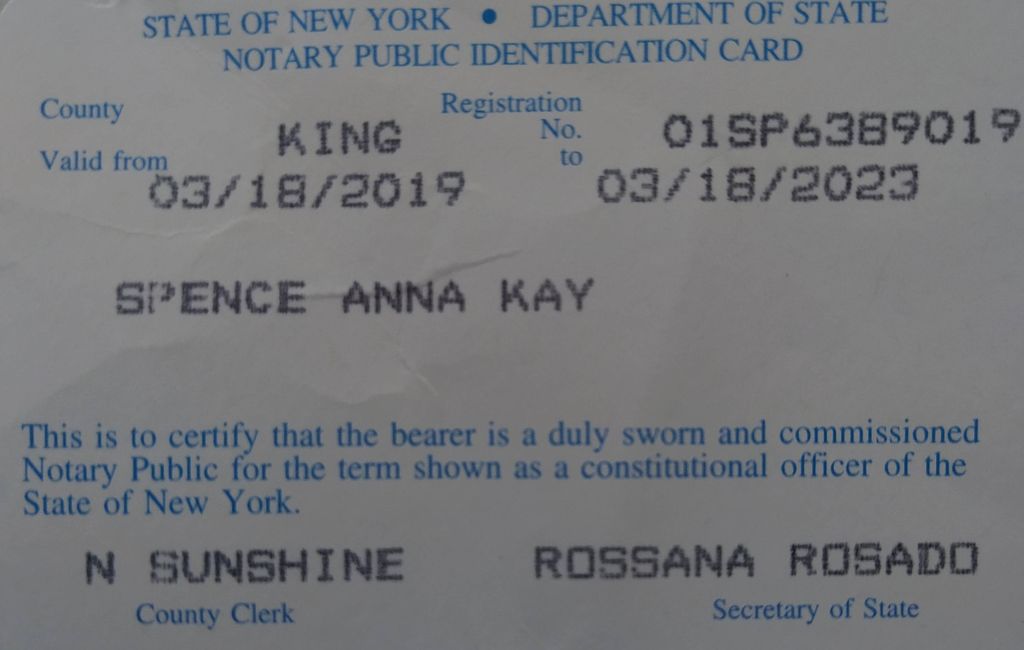 STATE OF NEW YORK • DEPARTMENT OF STATE
NOTARY PUBLIC IDENTIFICATION CARD
County KING Registration No. 01SP6389019
Valid from 03/18/2019 to 03/18/2023
SPENCE ANNA KAY
This is to certify that the bearer is a duly sworn and commissioned
Notary Public for the term shown as a constitutional officer of the
State of New York.
N SUNSHINE ROSSANA ROSADO
County Clerk Secretary of State